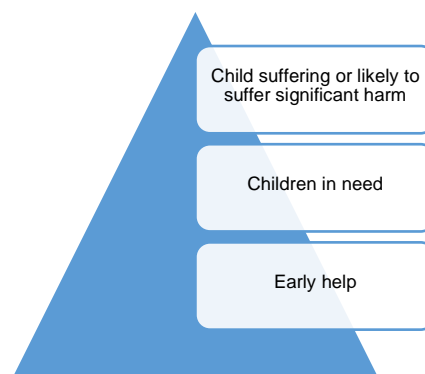 Child suffering or likely to
suffer significant harm
Children in need
Early help